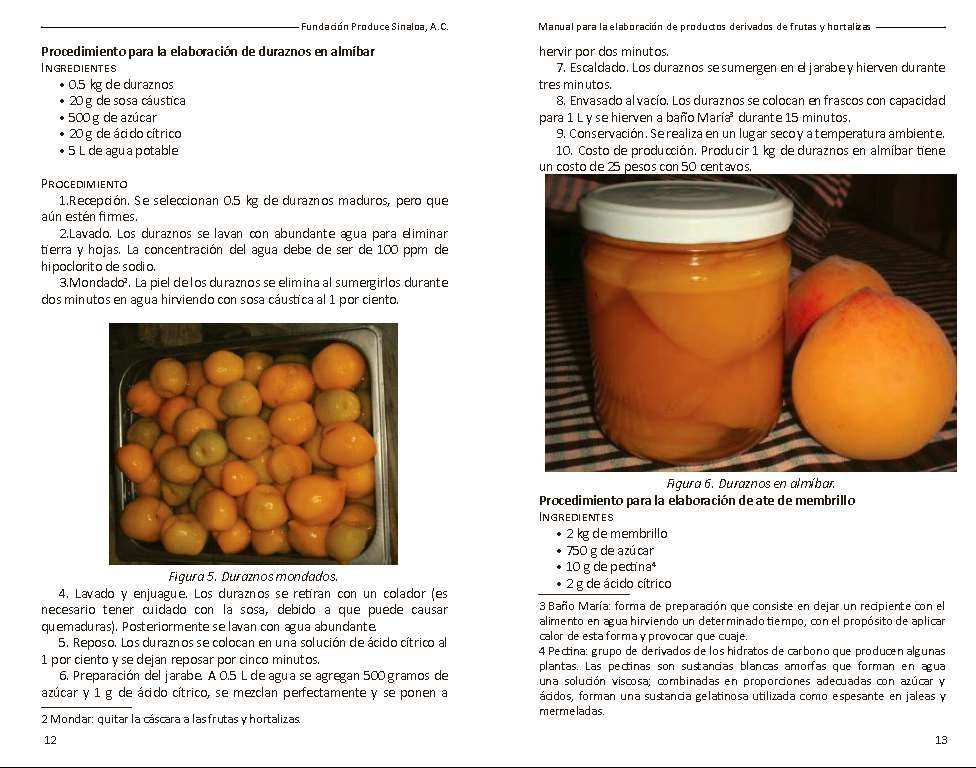 Fundación Produce Sinaloa, A.C.
Procedimiento para la elaboración de duraznos en almíbar
INGREDIENTES
• 0.5 kg de duraznos
• 20 g de sosa cáustica
• 500 g de azúcar
• 20 g de ácido cítrico
• 5 L de agua potable
PROCEDIMIENTO
1.Recepción. Se seleccionan 0.5 kg de duraznos maduros, pero que
aún estén firmes.
2.Lavado. Los duraznos se lavan con abundante agua para eliminar
tierra y hojas. La concentración del agua debe de ser de 100 ppm de
hipoclorito de sodio.
3.Mondado². La piel de los duraznos se elimina al sumergirlos durante
dos minutos en agua hirviendo con sosa cáustica al 1 por ciento.
Figura 5. Duraznos mondados.
4. Lavado y enjuague. Los duraznos se retiran con un colador (es
necesario tener cuidado con la sosa, debido a que puede causar
quemaduras). Posteriormente se lavan con agua abundante.
5. Reposo. Los duraznos se colocan en una solución de ácido cítrico al
1 por ciento y se dejan reposar por cinco minutos.
6. Preparación del jarabe. A 0.5 L de agua se agregan 500 gramos de
azúcar y 1 g de ácido cítrico, se mezclan perfectamente y se ponen a
2 Mondar: quitar la cáscara a las frutas y hortalizas.
12
Manual para la elaboración de productos derivados de frutas y hortalizas
hervir por dos minutos.
7. Escaldado. Los duraznos se sumergen en el jarabe y hierven durante
tres minutos.
8. Envasado al vacío. Los duraznos se colocan en frascos con capacidad
para 1 L y se hierven a baño María³ durante 15 minutos.
9. Conservación. Se realiza en un lugar seco y a temperatura ambiente.
10. Costo de producción. Producir 1 kg de duraznos en almíbar tiene
un costo de 25 pesos con 50 centavos.
Figura 6. Duraznos en almíbar.
Procedimiento para la elaboración de ate de membrillo
INGREDIENTES
• 2 kg de membrillo
• 750 g de azúcar
• 10 g de pectina⁴
• 2 g de ácido cítrico
3 Baño María: forma de preparación que consiste en dejar un recipiente con el
alimento en agua hirviendo un determinado tiempo, con el propósito de aplicar
calor de esta forma y provocar que cuaje.
4 Pectina: grupo de derivados de los hidratos de carbono que producen algunas
plantas. Las pectinas son sustancias blancas amorfas que forman en agua
una solución viscosa; combinadas en proporciones adecuadas con azúcar y
ácidos, forman una sustancia gelatinosa utilizada como espesante en jaleas y
mermeladas.
13